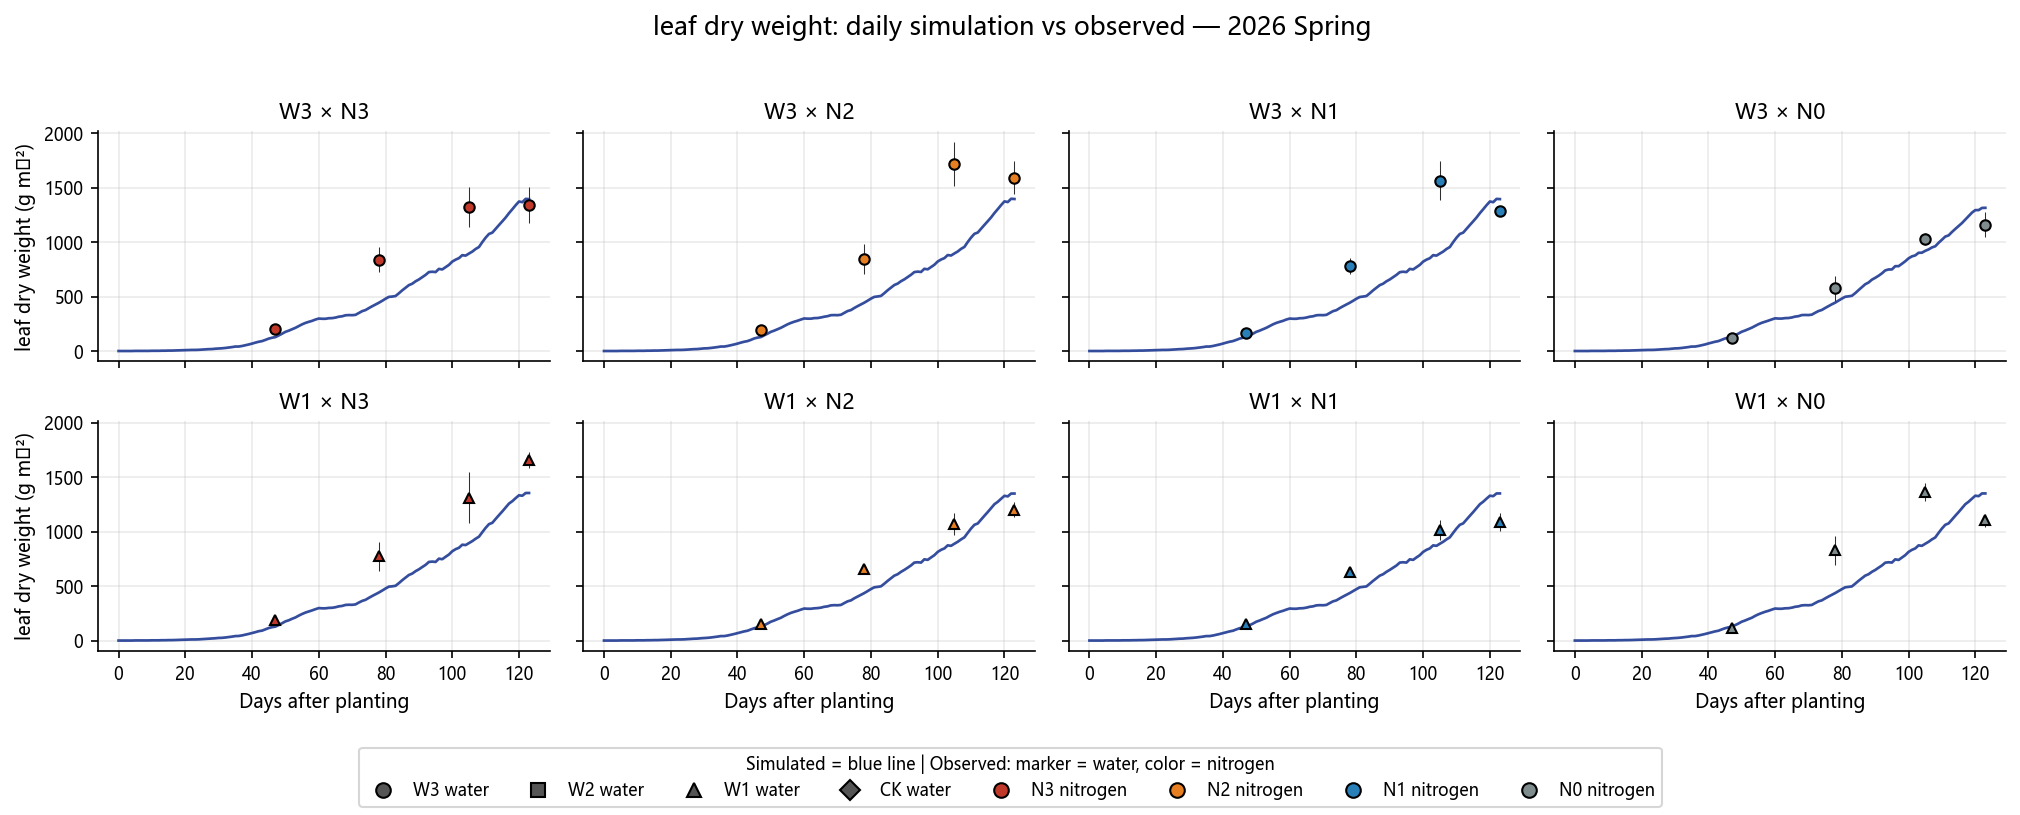 leaf dry weight: daily simulation vs observed — 2026 Spring
W3 × N3
W3 × N2
W3 × N1
W3 × N0
leaf dry weight (g m▯²)
2000
1500
1000
500
0
W1 × N3
W1 × N2
W1 × N1
W1 × N0
leaf dry weight (g m▯²)
2000
1500
1000
500
0
0 20 40 60 80 100 120
0 20 40 60 80 100 120
0 20 40 60 80 100 120
0 20 40 60 80 100 120
Days after planting
Days after planting
Days after planting
Days after planting
Simulated = blue line | Observed: marker = water, color = nitrogen
W3 water W2 water W1 water CK water N3 nitrogen N2 nitrogen N1 nitrogen N0 nitrogen